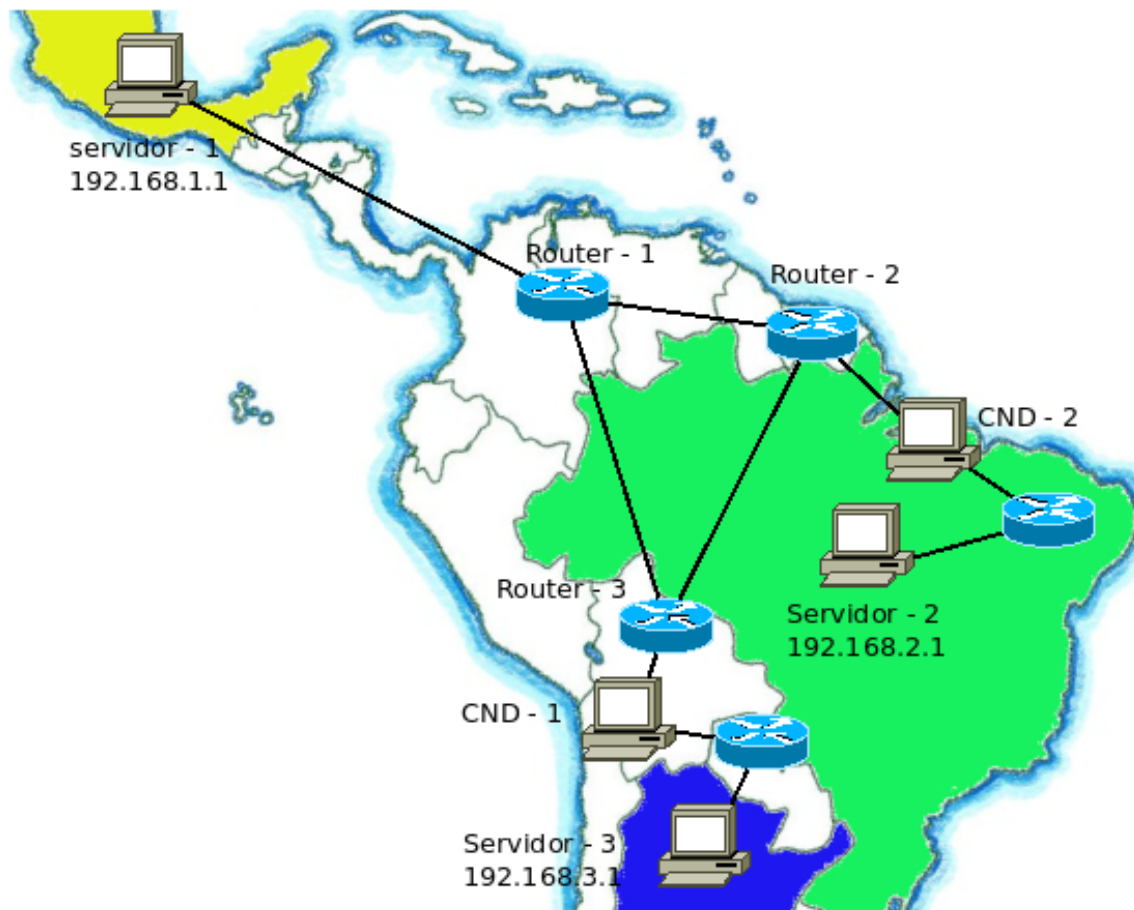 servidor - 1
192.168.1.1
Router - 1
Router - 2
CND - 2
Router - 3
Servidor - 2
192.168.2.1
CND - 1
Servidor - 3
192.168.3.1